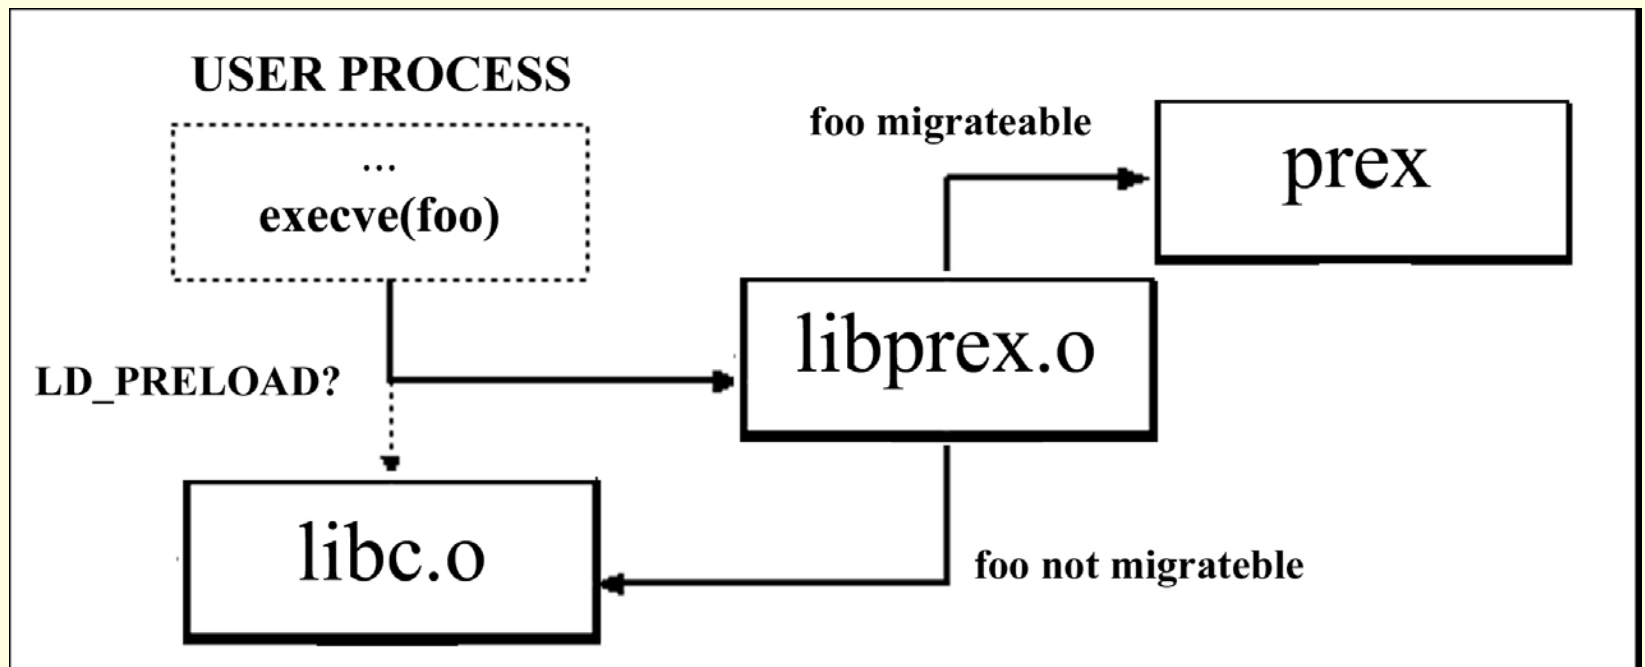 USER PROCESS
...
execve(foo)
foo migrateable
prex
libprex.o
LD_PRELOAD?
libc.o
foo not migrateble